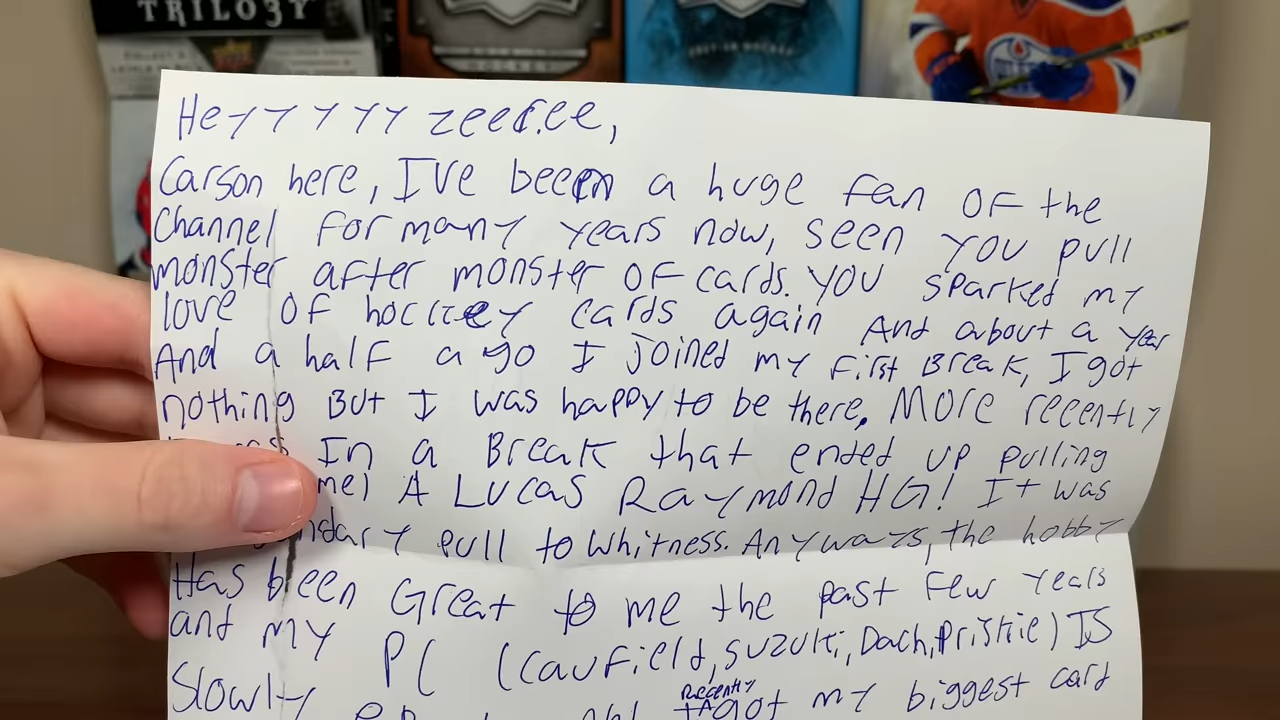 TRILOGY
HOCKEY
OILERS
Heyyyyyy zeefee,
Carson here, I've beeen a huge fan OF the
Channel For many years now, seen you pull
monster after monster OF cards. you sparked my
love OF hockey cards again And about a year
And a half ago I joined my First Break, I got
nothing But I was happy to be there. More recently
In a Break that ended up pulling
me) A Lucas Raymond HG! It was
pull to whitness. Anyways, the hobby
Has been Great to me the past Few years
and my PC (CauField, Suzuki, Dach, Pristie) IS
Slowly
Recently
got my biggest card